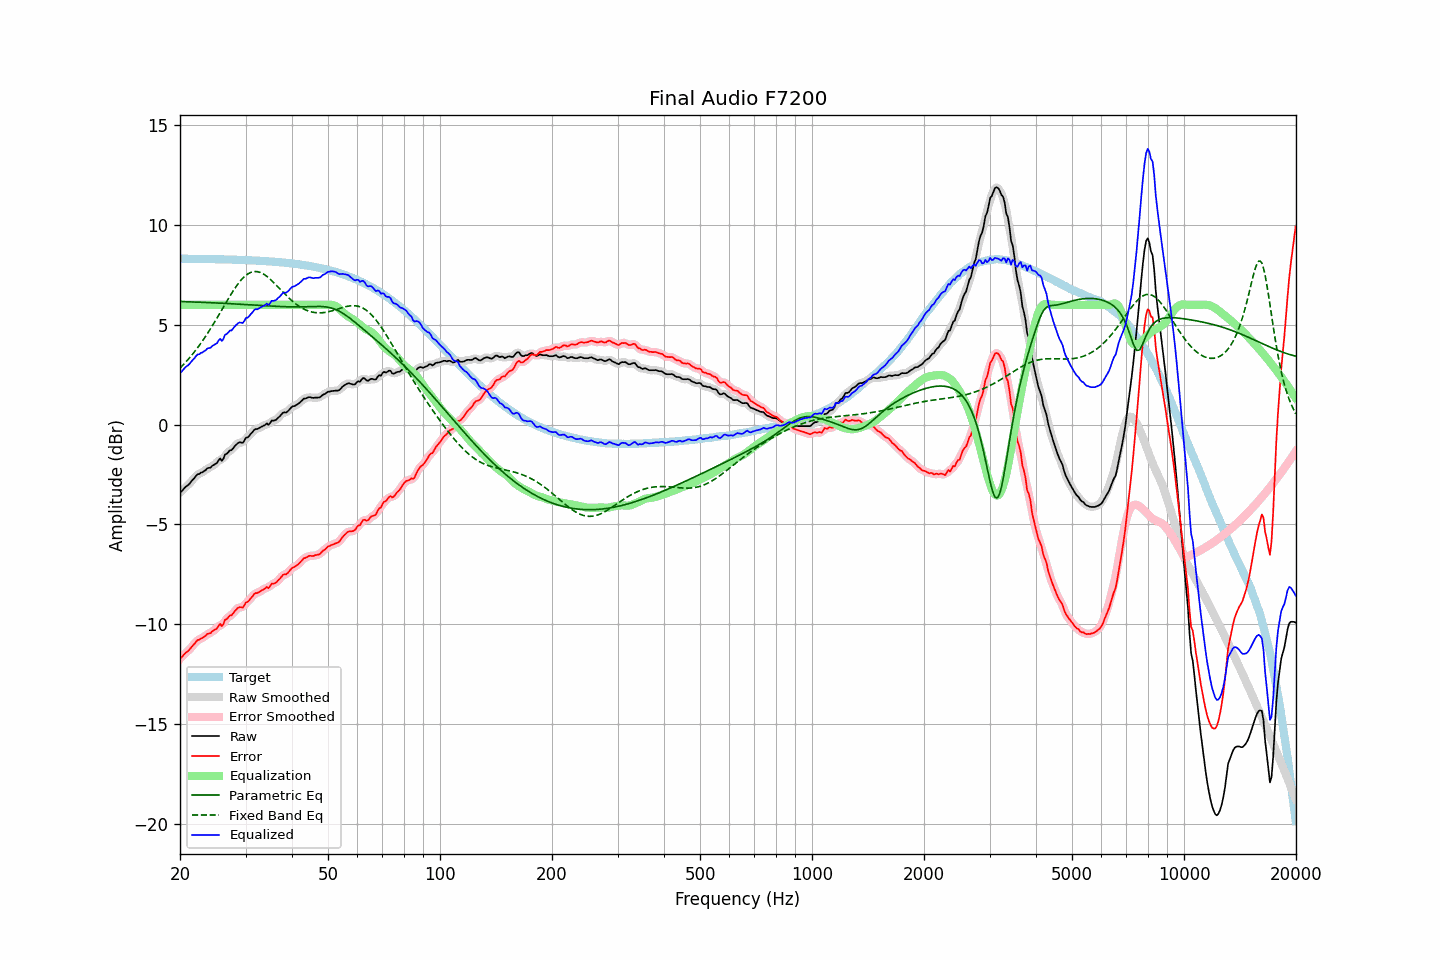 Final Audio F7200
Amplitude (dBr)
15
10
5
0
−5
−10
−15
−20
Target
Raw Smoothed
Error Smoothed
Raw
Error
Equalization
Parametric Eq
Fixed Band Eq
Equalized
20
50
100
200
500
1000
2000
5000
10000
20000
Frequency (Hz)